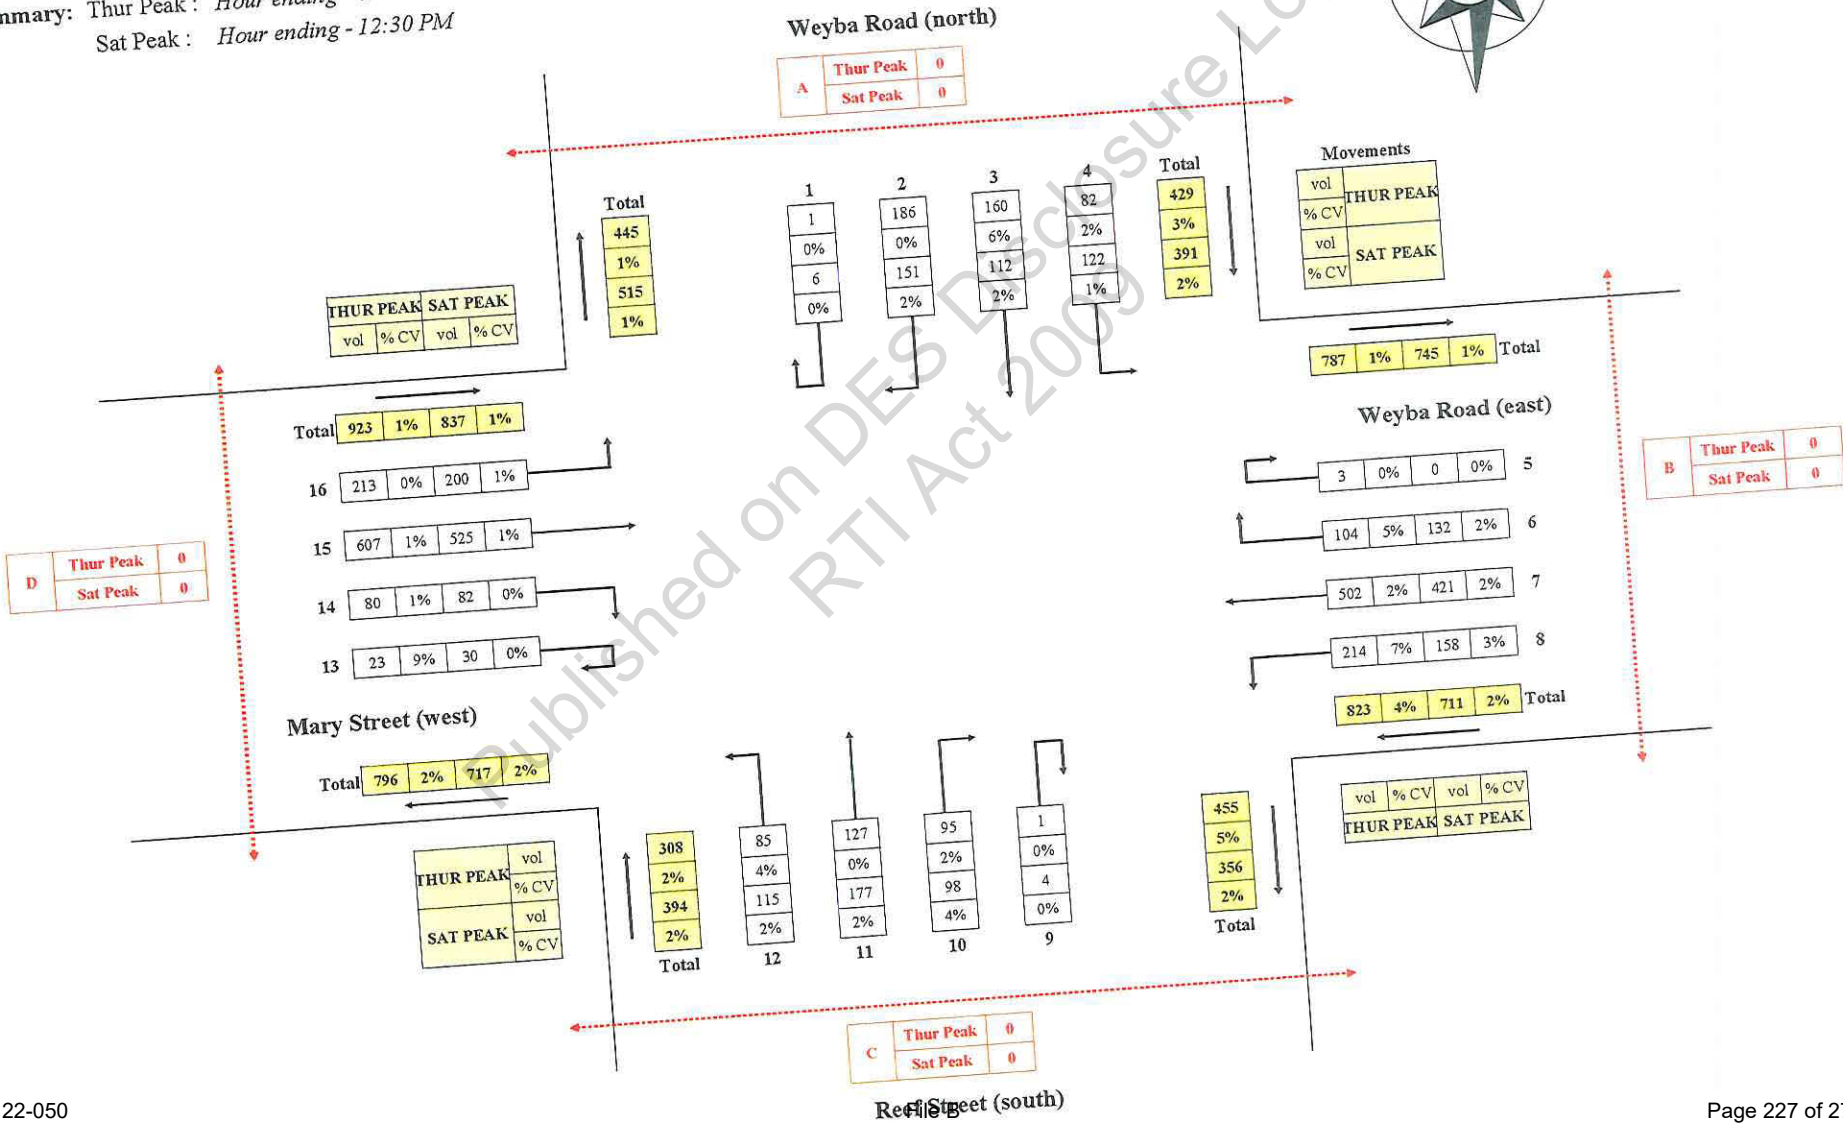 Thur Peak :
Sat Peak : Hour ending - 12:30 PM
Weyba Road (north)
A Thur Peak 0
Sat Peak 0
Movements
vol THUR PEAK
% CV
vol SAT PEAK
% CV
Total
445
1%
515
1%
1
1
0%
6
0%
2
186
0%
151
2%
3
160
6%
112
2%
4
82
2%
122
1%
Total
429
3%
391
2%
THUR PEAK SAT PEAK
vol % CV vol % CV
787 1% 745 1% Total
Total 923 1% 837 1%
Weyba Road (east)
16 213 0% 200 1%
15 607 1% 525 1%
14 80 1% 82 0%
13 23 9% 30 0%
3 0% 0 0% 5
104 5% 132 2% 6
502 2% 421 2% 7
214 7% 158 3% 8
B Thur Peak 0
Sat Peak 0
D Thur Peak 0
Sat Peak 0
Mary Street (west)
823 4% 711 2% Total
Total 796 2% 717 2%
vol % CV vol % CV
THUR PEAK SAT PEAK
THUR PEAK vol
% CV
SAT PEAK vol
% CV
308
2%
394
2%
Total
85
4%
115
2%
12
127
0%
177
2%
11
95
2%
98
4%
10
1
0%
4
0%
9
455
5%
356
2%
Total
C Thur Peak 0
Sat Peak 0
Reef Street (south)
Published on DES Disclosure
RTI Act 2009
22-050
File B
Page 227 of